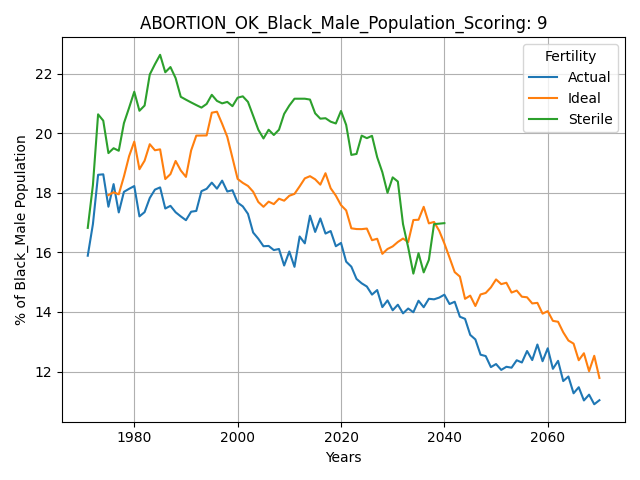 ABORTION_OK_Black_Male_Population_Scoring: 9
% of Black_Male Population
22
20
18
16
14
12
1980
2000
2020
2040
2060
Years
Fertility
Actual
Ideal
Sterile